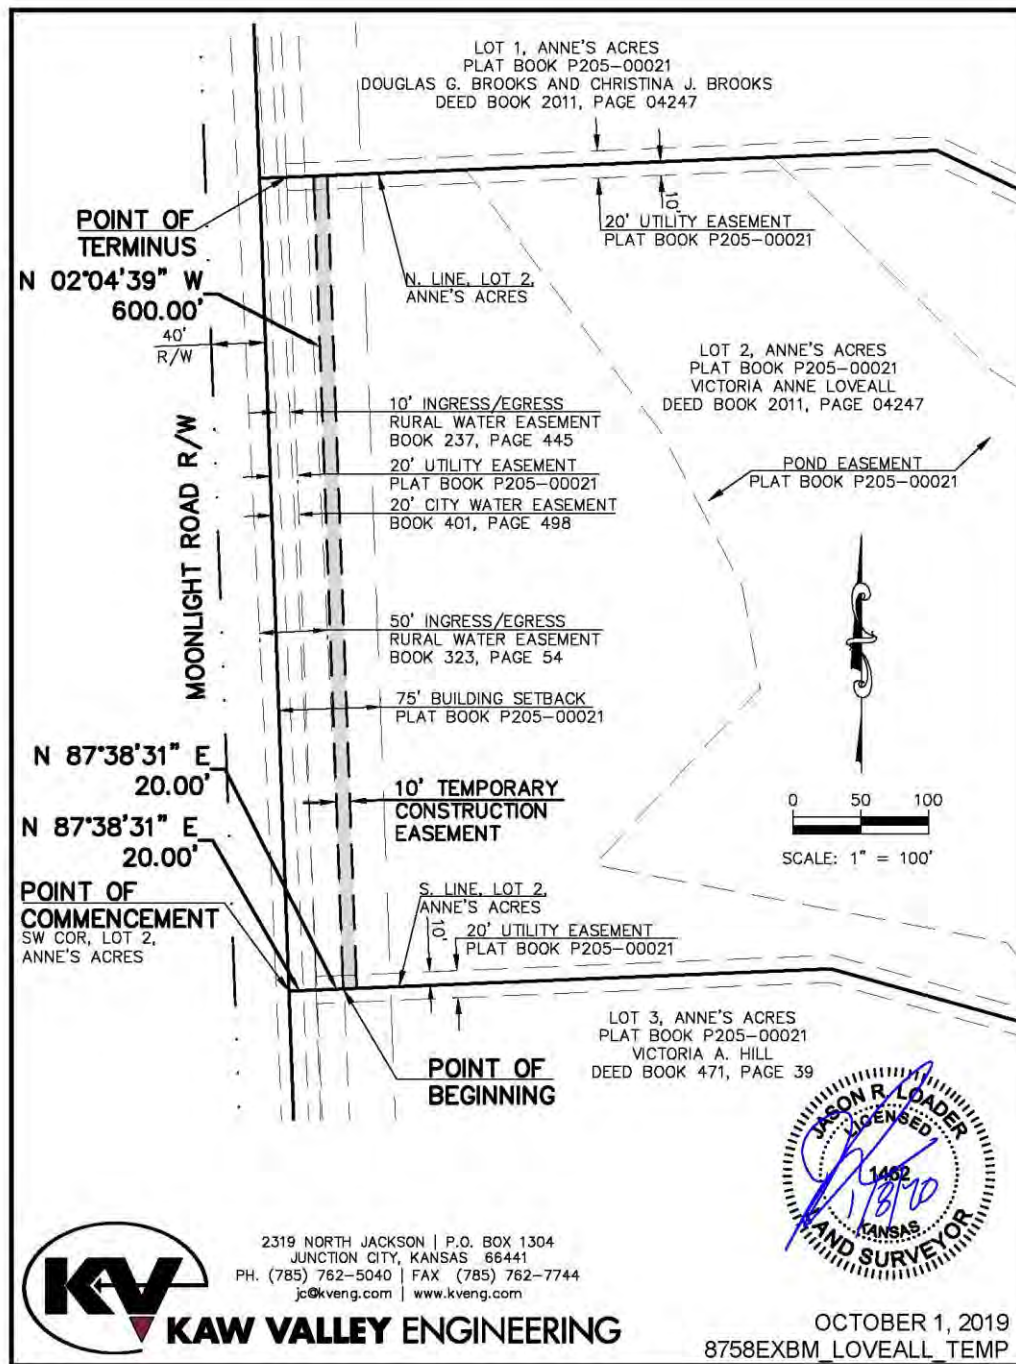 LOT 1, ANNE'S ACRES
PLAT BOOK P205-00021
DOUGLAS G. BROOKS AND CHRISTINA J. BROOKS
DEED BOOK 2011, PAGE 04247
POINT OF
TERMINUS
10'
20' UTILITY EASEMENT
PLAT BOOK P205-00021
N 02°04'39" W
600.00'
N. LINE, LOT 2,
ANNE'S ACRES
40'
R/W
LOT 2, ANNE'S ACRES
PLAT BOOK P205-00021
VICTORIA ANNE LOVEALL
DEED BOOK 2011, PAGE 04247
10' INGRESS/EGRESS
RURAL WATER EASEMENT
BOOK 237, PAGE 445
MOONLIGHT ROAD R/W
20' UTILITY EASEMENT
PLAT BOOK P205-00021
POND EASEMENT
PLAT BOOK P205-00021
20' CITY WATER EASEMENT
BOOK 401, PAGE 498
50' INGRESS/EGRESS
RURAL WATER EASEMENT
BOOK 323, PAGE 54
75' BUILDING SETBACK
PLAT BOOK P205-00021
N 87°38'31" E
20.00'
10' TEMPORARY
CONSTRUCTION
EASEMENT
0 50 100
SCALE: 1" = 100'
N 87°38'31" E
20.00'
POINT OF
COMMENCEMENT
SW COR, LOT 2,
ANNE'S ACRES
S. LINE, LOT 2,
ANNE'S ACRES
10'
20' UTILITY EASEMENT
PLAT BOOK P205-00021
LOT 3, ANNE'S ACRES
PLAT BOOK P205-00021
VICTORIA A. HILL
DEED BOOK 471, PAGE 39
POINT OF
BEGINNING
JASON R. LOADER
LICENSED
1462
1/8/20
KANSAS
LAND SURVEYOR
KV
2319 NORTH JACKSON | P.O. BOX 1304
JUNCTION CITY, KANSAS 66441
PH. (785) 762-5040 | FAX (785) 762-7744
jc@kveng.com | www.kveng.com
KAW VALLEY ENGINEERING
OCTOBER 1, 2019
8758EXBM_LOVEALL_TEMP